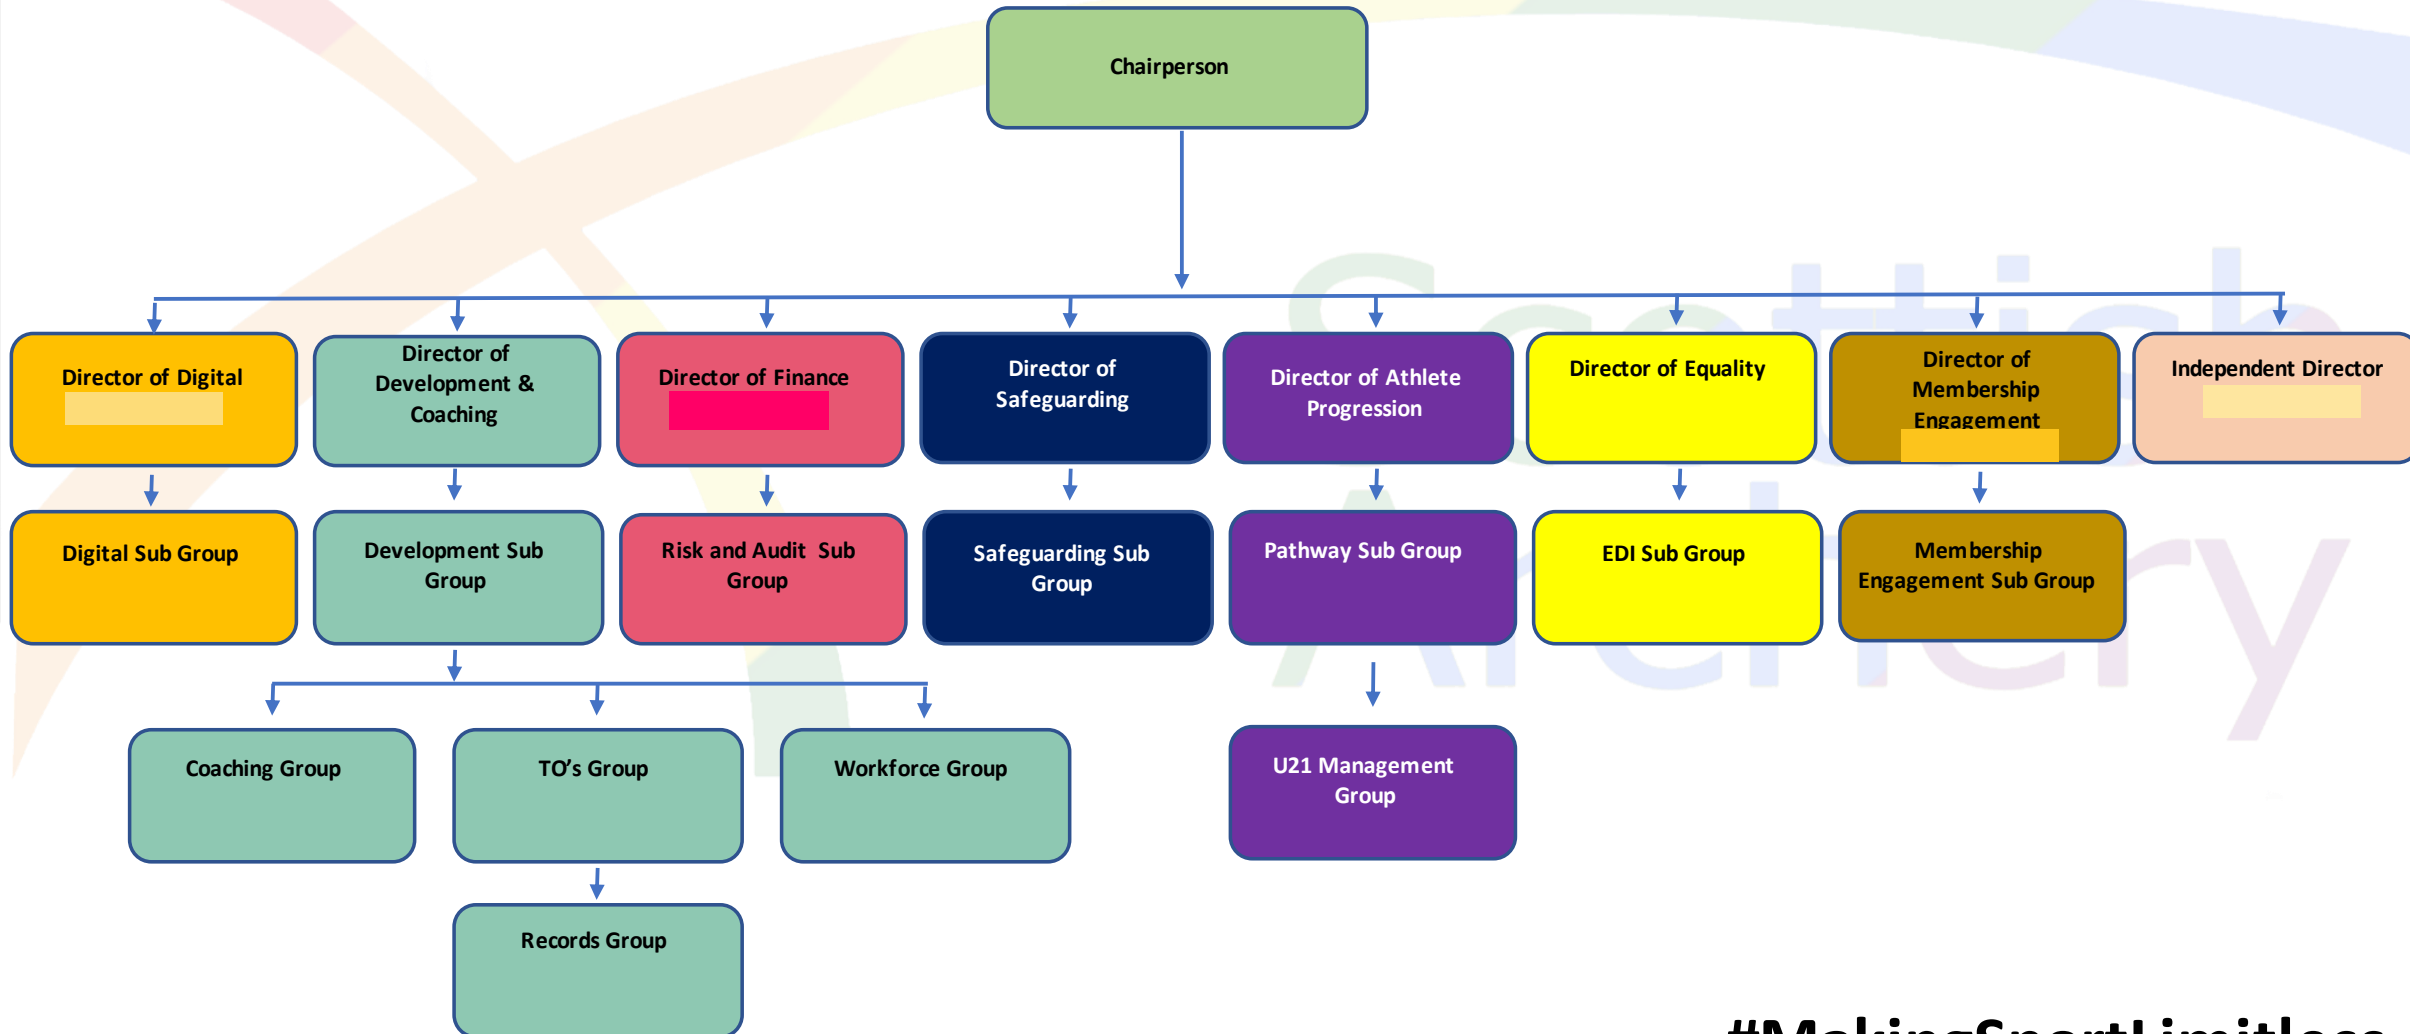 Chairperson
Director of Digital
Director of
Development &
Coaching
Director of Finance
Director of
Safeguarding
Director of Athlete
Progression
Director of Equality
Director of
Membership
Engagement
Independent Director
Digital Sub Group
Development Sub
Group
Risk and Audit Sub
Group
Safeguarding Sub
Group
Pathway Sub Group
EDI Sub Group
Membership
Engagement Sub Group
Coaching Group
TO’s Group
Workforce Group
U21 Management
Group
Records Group
Scottish
Archery
#MakingSportLimitless